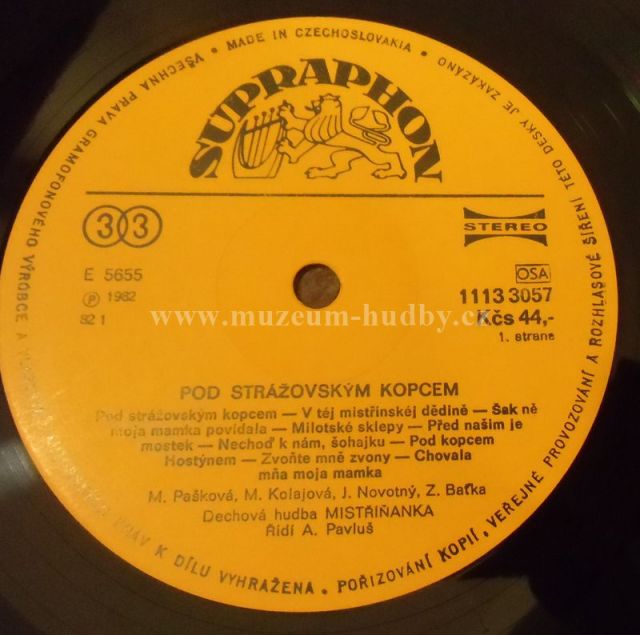 VŠECHNA PRÁVA GRAMOFONOVÉHO VÝROBCE A
PRÁV K DÍLU VYHRAŽENA • POŘIZOVÁNÍ KOPIÍ, VEŘEJNÉ PROVOZOVÁNÍ A ROZHLASOVÉ ŠÍŘENÍ TÉTO DESKY JE ZAKÁZÁNO
• MADE IN CZECHOSLOVAKIA •
SUPRAPHON
33
STEREO
E 5655
OSA
Ⓟ 1982
1113 3057
82 1
www.muzeum-hudby.cz
Kčs 44,-
1. strana
POD STRÁŽOVSKÝM KOPCEM
Pod strážovským kopcem — V téj mistřínskéj dědině — Šak ně
moja mamka povídala — Milotské sklepy — Před našim je
mostek — Nechoď k nám, šohajku — Pod kopcem
Hostýnem — Zvoňte mně zvony — Chovala
mňa moja mamka
M. Pašková, M. Kolajová, J. Novotný, Z. Baťka
Dechová hudba MISTŘIŇANKA
Řídí A. Pavluš